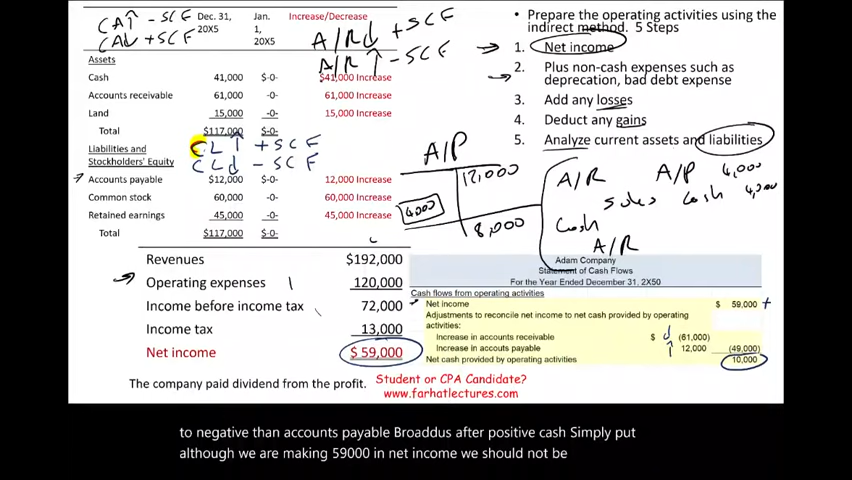 CA↑ - SCF
CA↓ + SCF
Dec. 31, 20X5
Jan. 1, 20X5
Increase/Decrease
A/R↓ + SCF
A/R ↑ - SCF
Assets
Cash 41,000 $-0- $41,000 Increase
Accounts receivable 61,000 -0- 61,000 Increase
Land 15,000 -0- 15,000 Increase
Total $117,000 $-0-
Liabilities and Stockholders' Equity
CL↑ + SCF
CL↓ - SCF
Accounts payable $12,000 $-0- 12,000 Increase
Common stock 60,000 -0- 60,000 Increase
Retained earnings 45,000 -0- 45,000 Increase
Total $117,000 $-0-
Revenues $192,000
Operating expenses 120,000
Income before income tax 72,000
Income tax 13,000
Net income $ 59,000
The company paid dividend from the profit.
Student or CPA Candidate?
www.farhatlectures.com
• Prepare the operating activities using the
indirect method. 5 Steps
1. Net income
2. Plus non-cash expenses such as
deprecation, bad debt expense
3. Add any losses
4. Deduct any gains
5. Analyze current assets and liabilities
A/P
12,000
4000
8,000
A/R
Sales
Cash
A/R
A/P 4,000
Cash 4,000
Adam Company
Statement of Cash Flows
For the Year Ended December 31, 2X50
Cash flows from operating activities
Net income $ 59,000 +
Adjustments to reconcile net income to net cash provided by operating
activities:
Increase in accounts receivable $ ↓ (61,000)
Increase in accouts payable ↑ 12,000 (49,000)
Net cash provided by operating activities 10,000
to negative than accounts payable Broaddus after positive cash Simply put
although we are making 59000 in net income we should not be